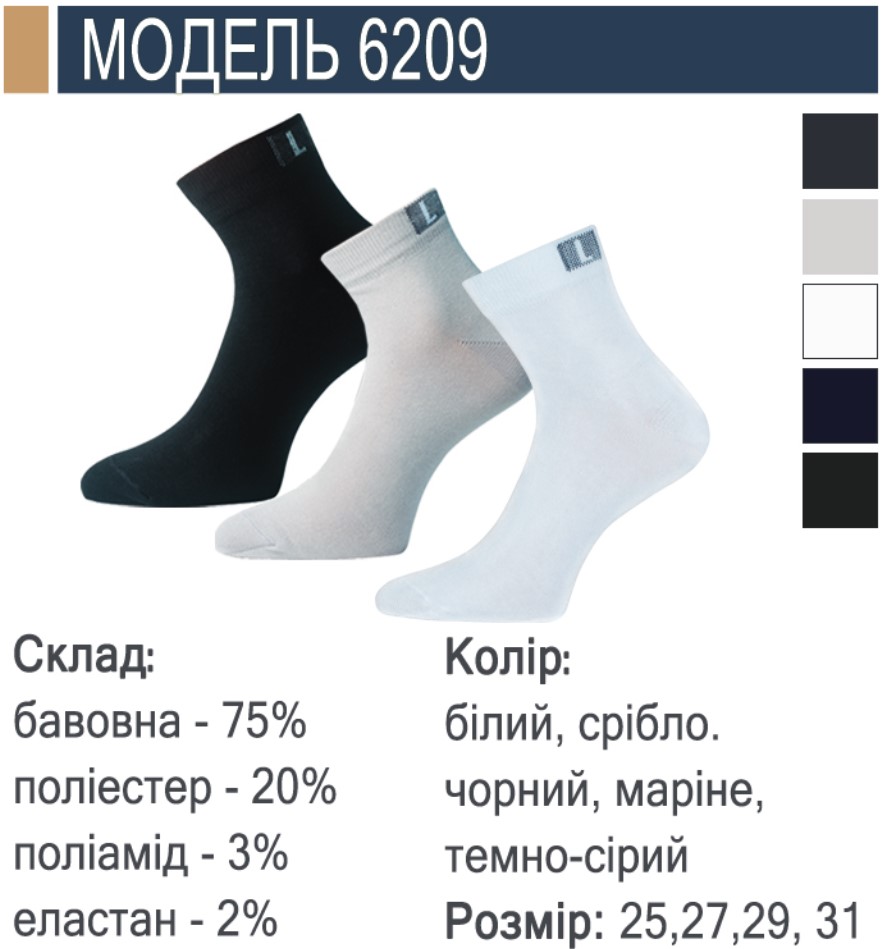 МОДЕЛЬ 6209
L
L
L
Склад:
бавовна - 75%
поліестер - 20%
поліамід - 3%
еластан - 2%
Колір:
білий, срібло.
чорний, маріне,
темно-сірий
Розмір: 25,27,29, 31